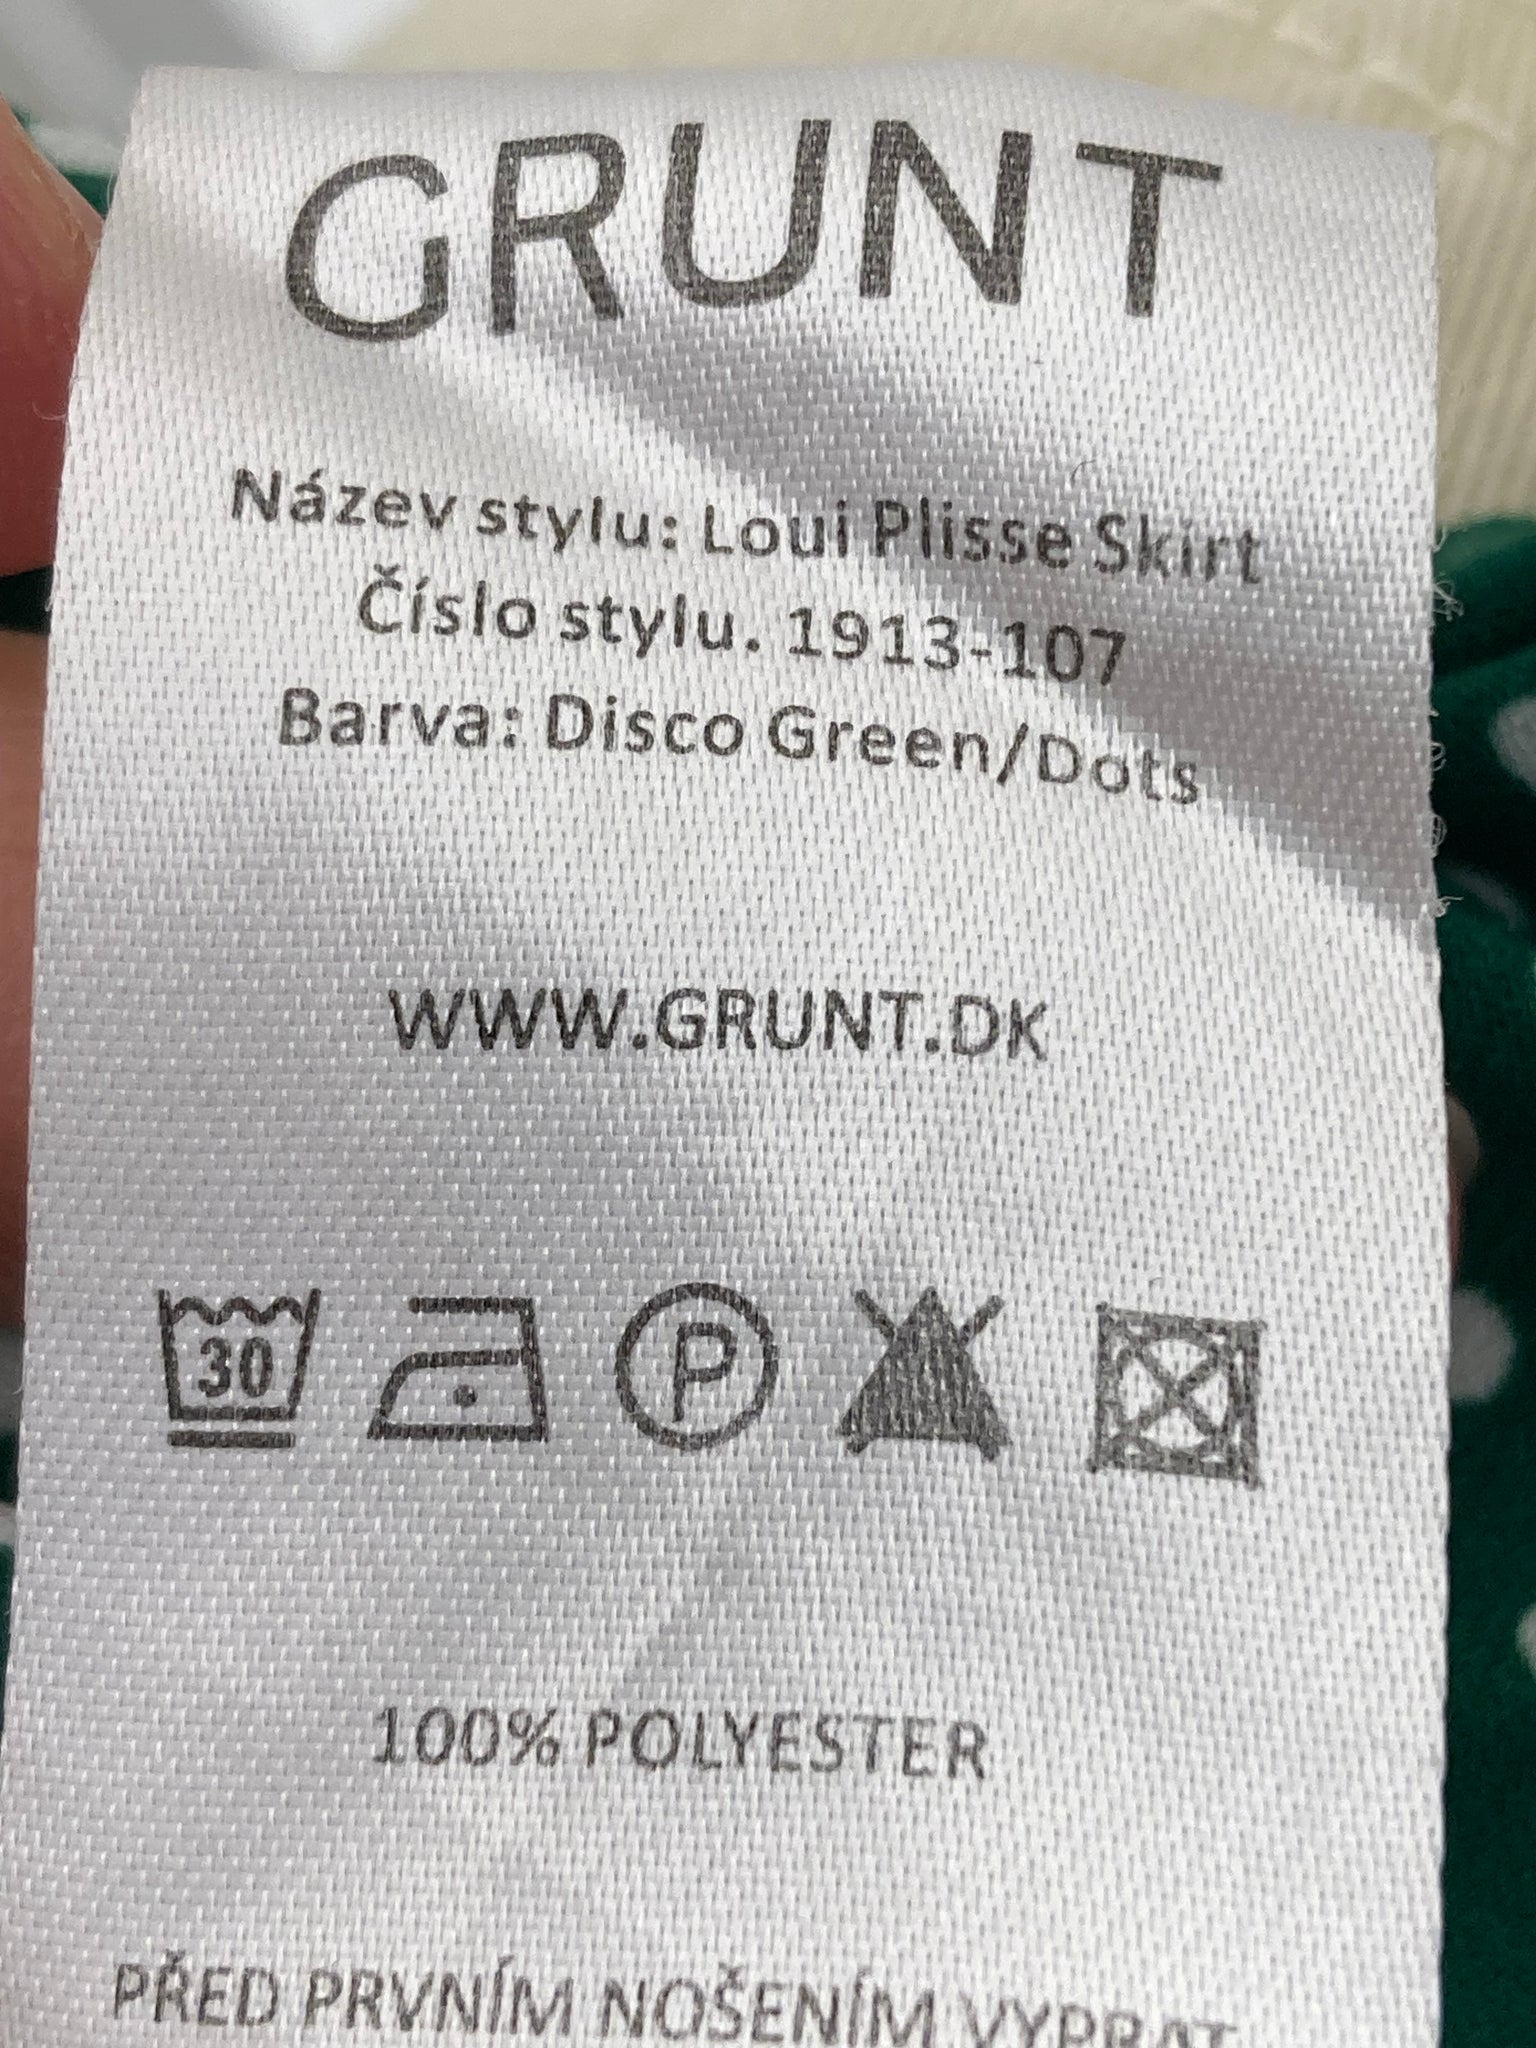 GRUNT
Název stylu: Loui Plisse Skirt
Číslo stylu. 1913-107
Barva: Disco Green/Dots
WWW.GRUNT.DK
30 P
100% POLYESTER
PŘED PRVNÍM NOŠENÍM VYPRAT